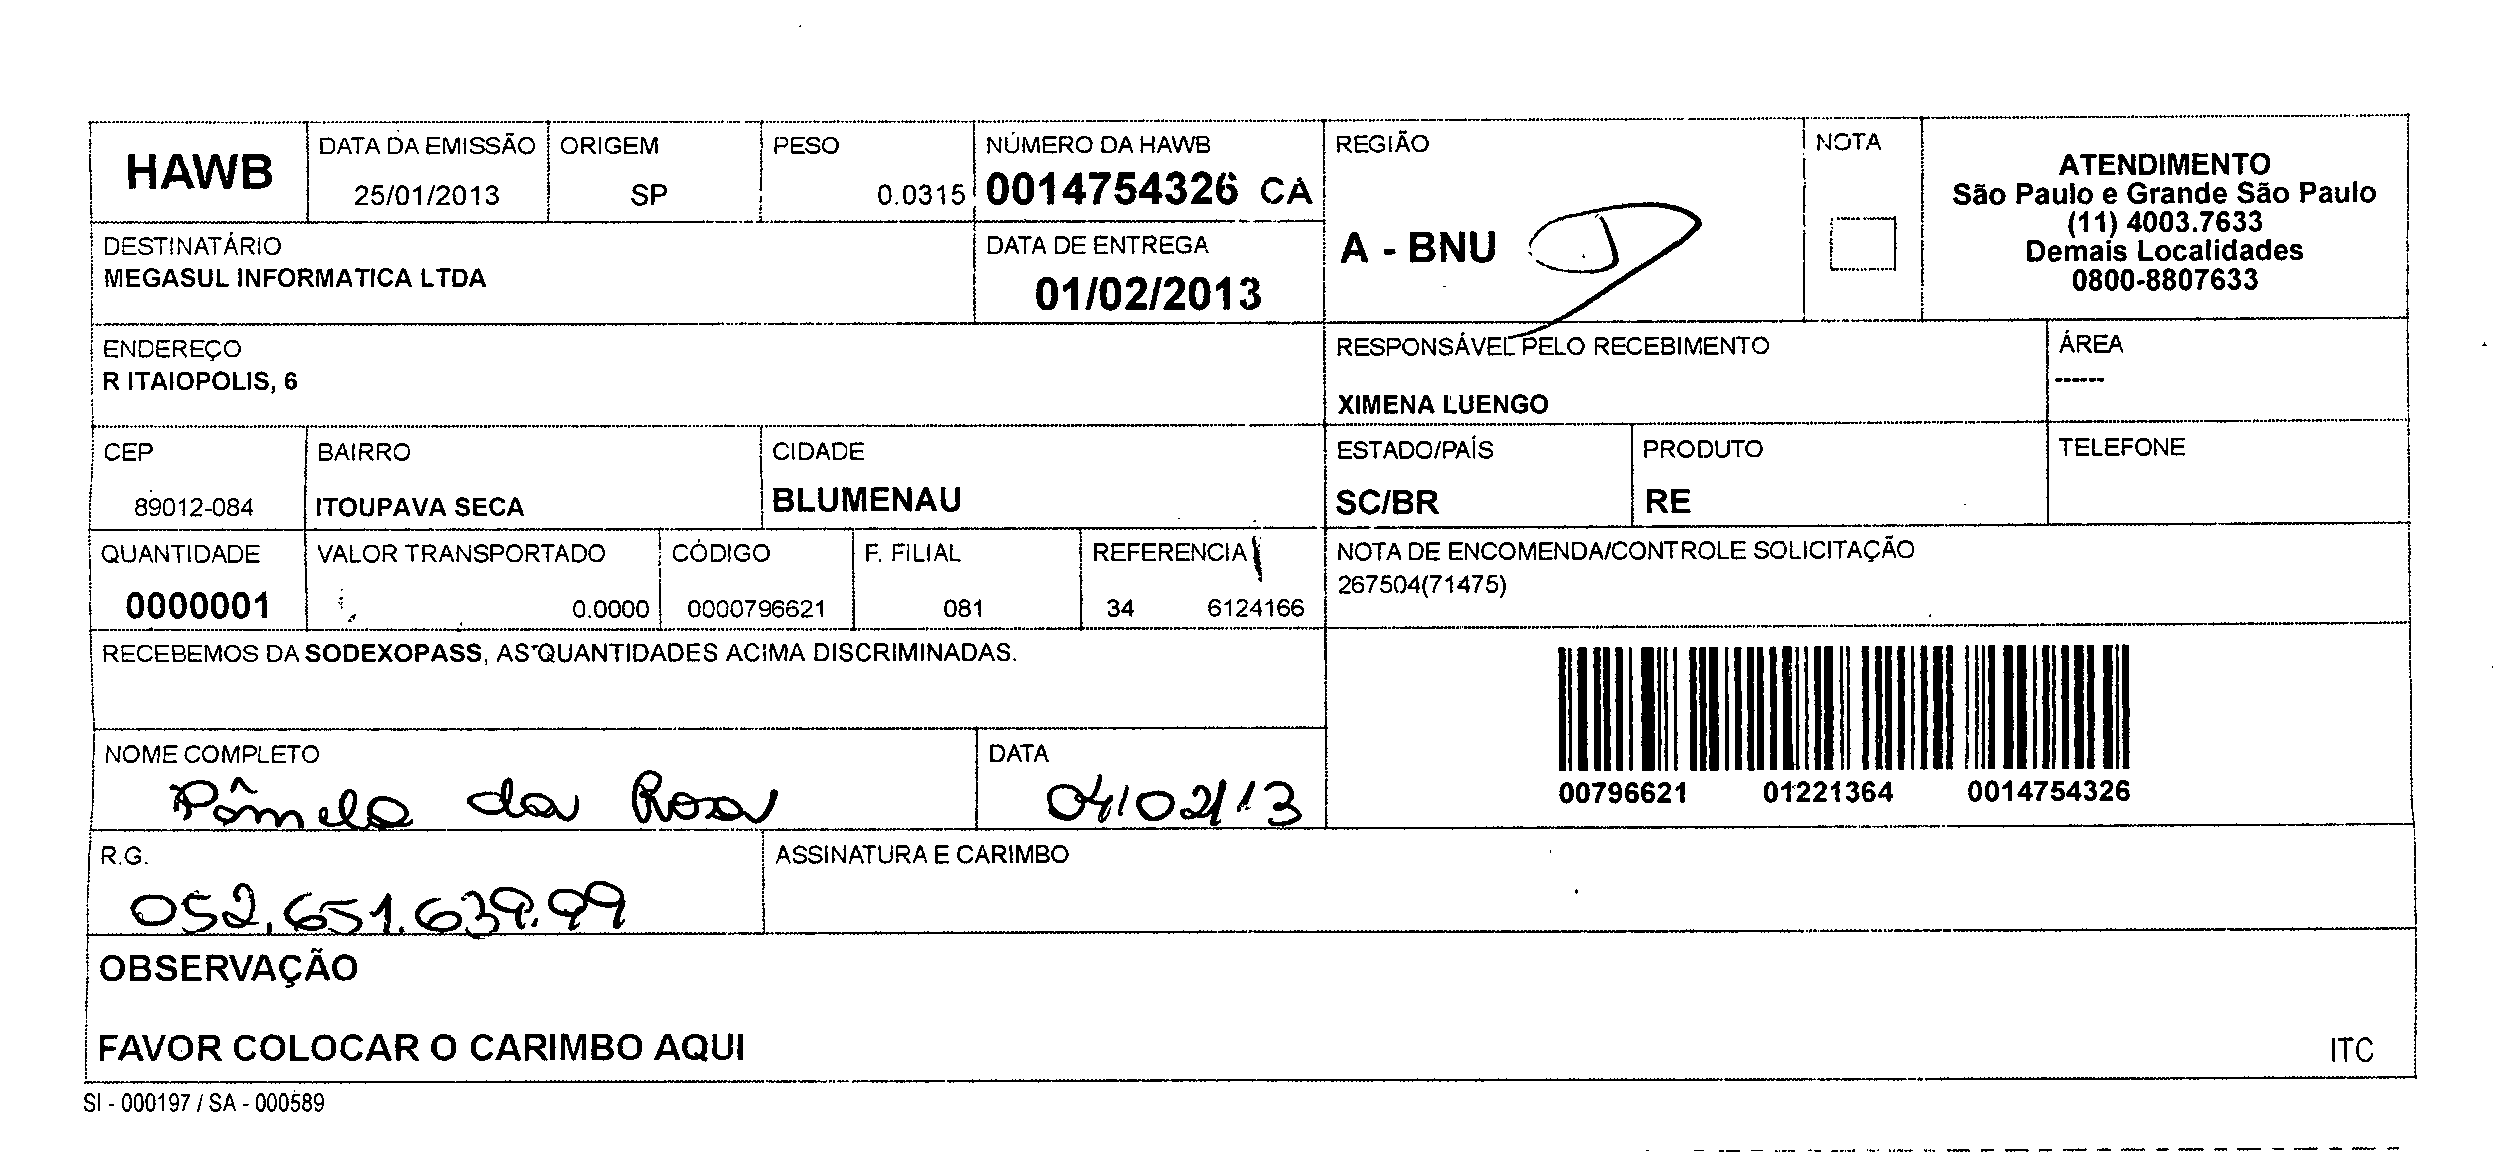 HAWB
DATA DA EMISSÃO
25/01/2013
ORIGEM
SP
PESO
0.0315
NÚMERO DA HAWB
0014754326 CA
REGIÃO
A - BNU
NOTA
ATENDIMENTO
São Paulo e Grande São Paulo
(11) 4003.7633
Demais Localidades
0800-8807633
DESTINATÁRIO
MEGASUL INFORMATICA LTDA
DATA DE ENTREGA
01/02/2013
ENDEREÇO
R ITAIOPOLIS, 6
RESPONSÁVEL PELO RECEBIMENTO
XIMENA LUENGO
ÁREA
------
CEP
89012-084
BAIRRO
ITOUPAVA SECA
CIDADE
BLUMENAU
ESTADO/PAÍS
SC/BR
PRODUTO
RE
TELEFONE
QUANTIDADE
0000001
VALOR TRANSPORTADO
0.0000
CÓDIGO
0000796621
F. FILIAL
081
REFERENCIA
34 6124166
NOTA DE ENCOMENDA/CONTROLE SOLICITAÇÃO
267504(71475)
RECEBEMOS DA SODEXOPASS, AS QUANTIDADES ACIMA DISCRIMINADAS.
00796621 01221364 0014754326
NOME COMPLETO
Pâmela da Rosa
DATA
04/02/13
R.G.
052.651.639.99
ASSINATURA E CARIMBO
OBSERVAÇÃO
FAVOR COLOCAR O CARIMBO AQUI
ITC
SI - 000197 / SA - 000589